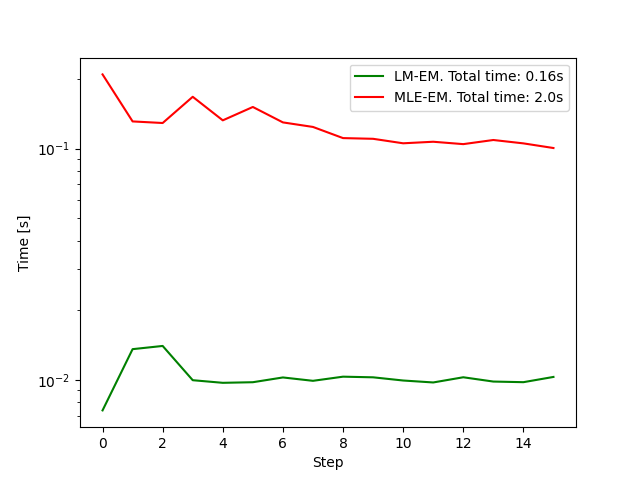 LM-EM. Total time: 0.16s
MLE-EM. Total time: 2.0s
10⁻¹
10⁻²
Time [s]
0 2 4 6 8 10 12 14
Step